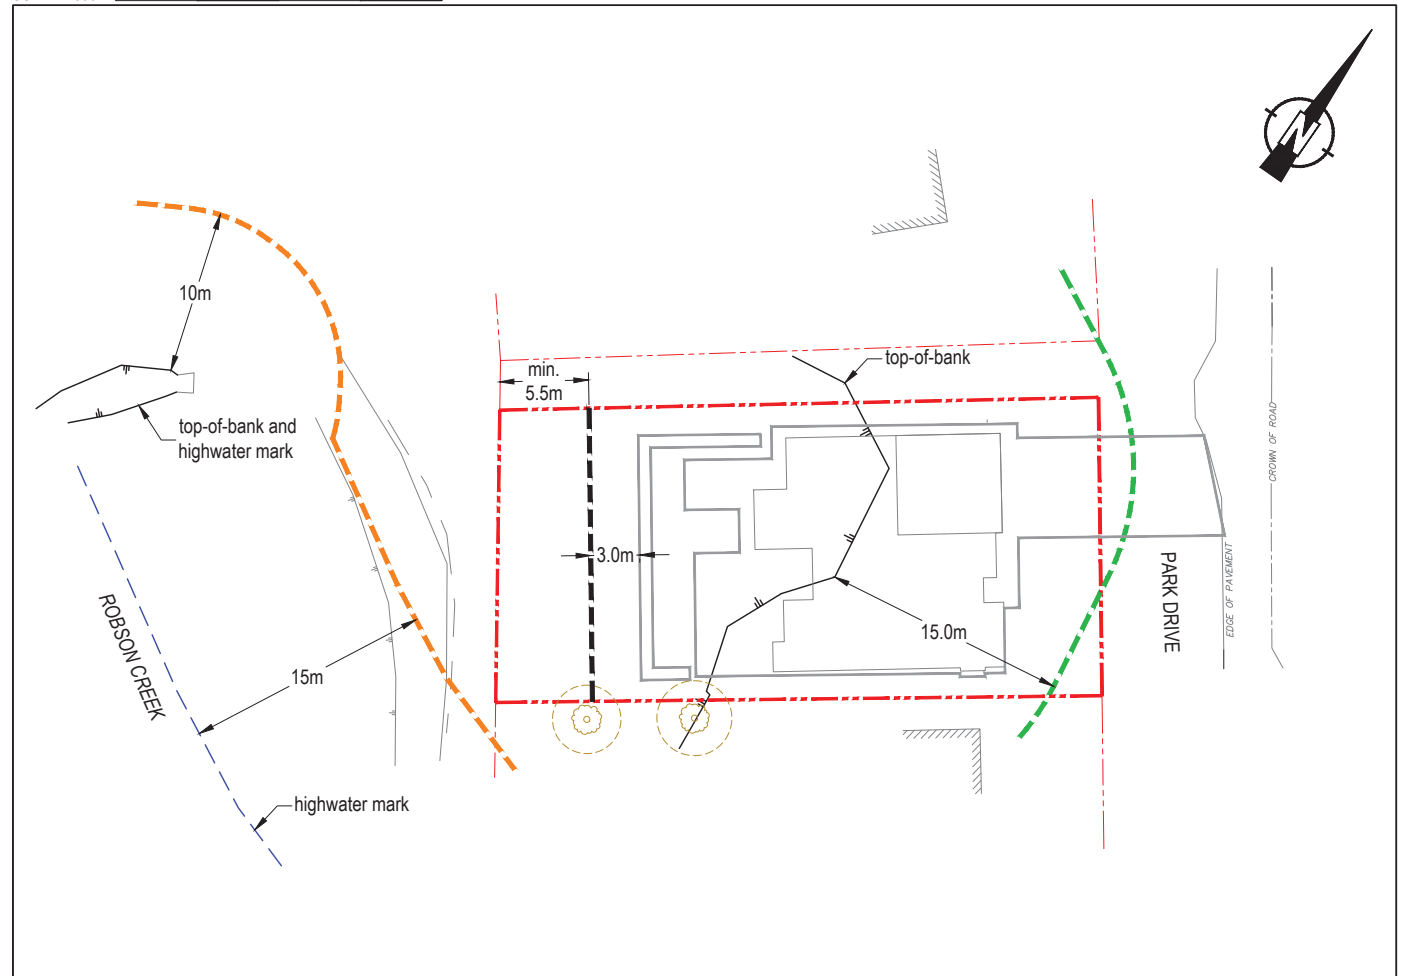 N
10m
top-of-bank and
highwater mark
min.
5.5m
top-of-bank
3.0m
15.0m
15m
ROBSON CREEK
highwater mark
PARK DRIVE
EDGE OF PAVEMENT
CROWN OF ROAD